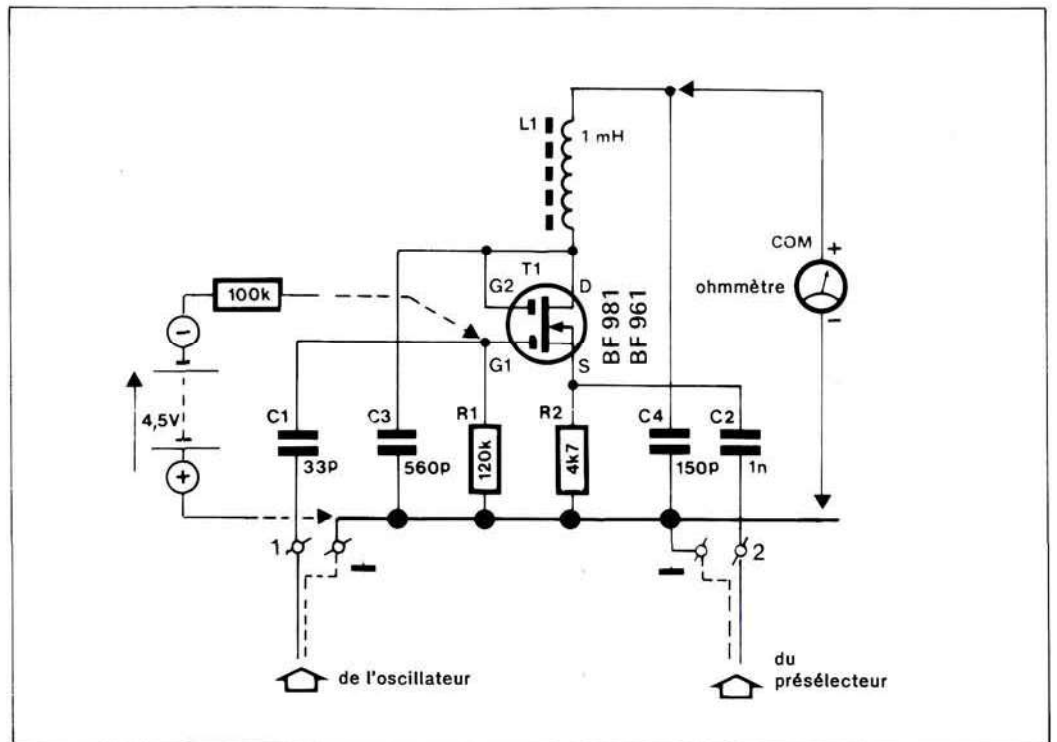 L1
1 mH
COM
+
ohmmètre
−
T1
G2
D
G1
S
BF 981
BF 961
100k
−
4,5V
+
C1
33p
C3
560p
R1
120k
R2
4k7
C4
150p
C2
1n
1
2
de l'oscillateur
du
présélecteur